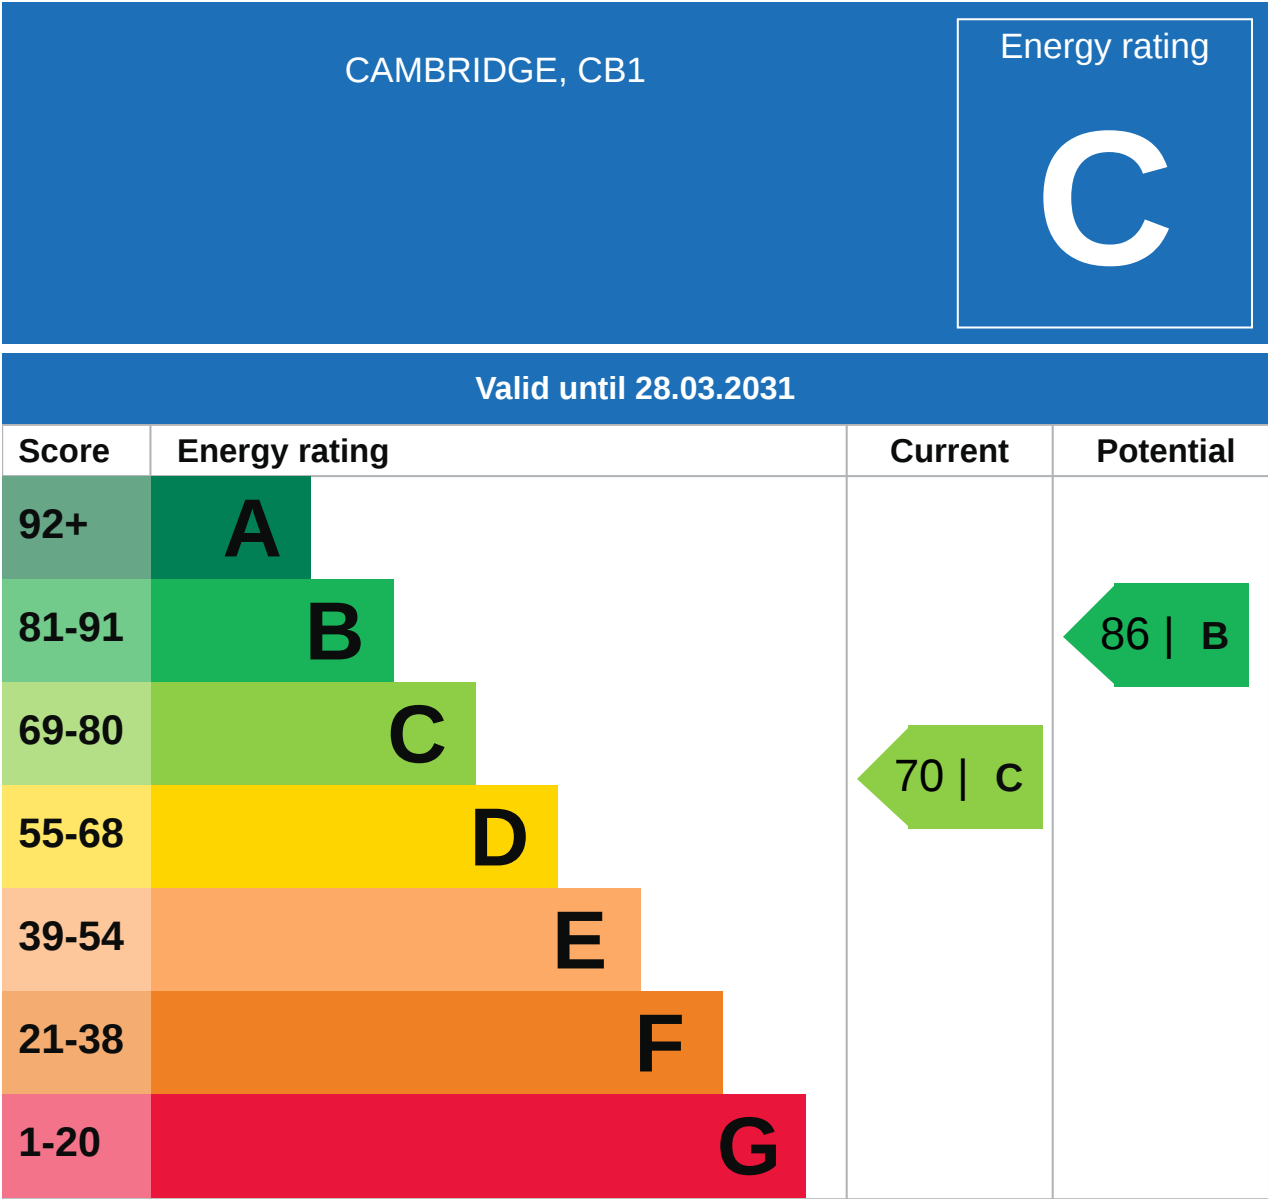 CAMBRIDGE, CB1
Energy rating
C
Valid until 28.03.2031
Score Energy rating Current Potential
92+ A
81-91 B 86 | B
69-80 C 70 | C
55-68 D
39-54 E
21-38 F
1-20 G